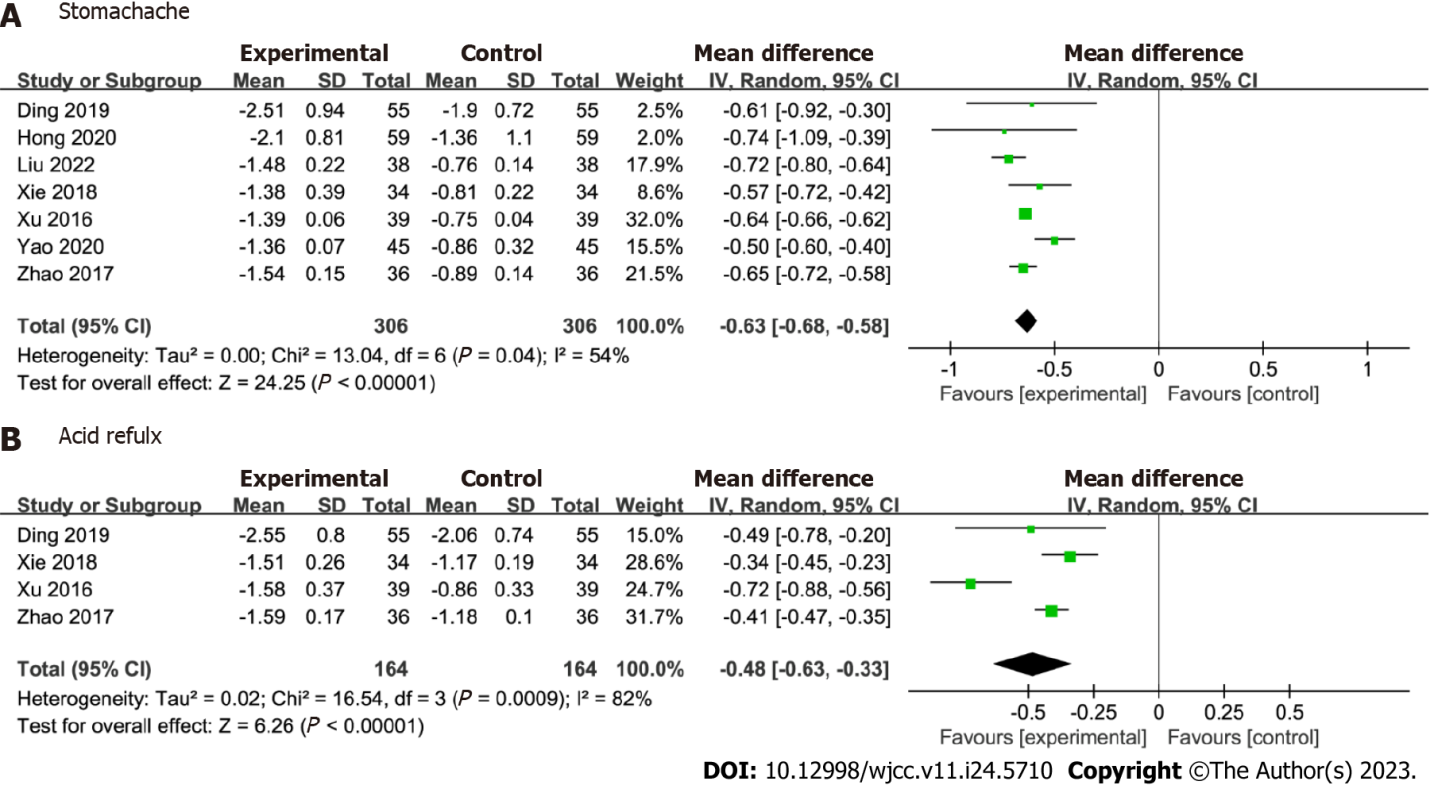 A Stomachache
Experimental Control Mean difference Mean difference
Study or Subgroup Mean SD Total Mean SD Total Weight IV, Random, 95% CI IV, Random, 95% CI
Ding 2019 -2.51 0.94 55 -1.9 0.72 55 2.5% -0.61 [-0.92, -0.30]
Hong 2020 -2.1 0.81 59 -1.36 1.1 59 2.0% -0.74 [-1.09, -0.39]
Liu 2022 -1.48 0.22 38 -0.76 0.14 38 17.9% -0.72 [-0.80, -0.64]
Xie 2018 -1.38 0.39 34 -0.81 0.22 34 8.6% -0.57 [-0.72, -0.42]
Xu 2016 -1.39 0.06 39 -0.75 0.04 39 32.0% -0.64 [-0.66, -0.62]
Yao 2020 -1.36 0.07 45 -0.86 0.32 45 15.5% -0.50 [-0.60, -0.40]
Zhao 2017 -1.54 0.15 36 -0.89 0.14 36 21.5% -0.65 [-0.72, -0.58]
Total (95% CI) 306 306 100.0% -0.63 [-0.68, -0.58]
Heterogeneity: Tau² = 0.00; Chi² = 13.04, df = 6 (P = 0.04); I² = 54%
Test for overall effect: Z = 24.25 (P < 0.00001)
-1 -0.5 0 0.5 1
Favours [experimental] Favours [control]
B Acid refulx
Experimental Control Mean difference Mean difference
Study or Subgroup Mean SD Total Mean SD Total Weight IV, Random, 95% CI IV, Random, 95% CI
Ding 2019 -2.55 0.8 55 -2.06 0.74 55 15.0% -0.49 [-0.78, -0.20]
Xie 2018 -1.51 0.26 34 -1.17 0.19 34 28.6% -0.34 [-0.45, -0.23]
Xu 2016 -1.58 0.37 39 -0.86 0.33 39 24.7% -0.72 [-0.88, -0.56]
Zhao 2017 -1.59 0.17 36 -1.18 0.1 36 31.7% -0.41 [-0.47, -0.35]
Total (95% CI) 164 164 100.0% -0.48 [-0.63, -0.33]
Heterogeneity: Tau² = 0.02; Chi² = 16.54, df = 3 (P = 0.0009); I² = 82%
Test for overall effect: Z = 6.26 (P < 0.00001)
-0.5 -0.25 0 0.25 0.5
Favours [experimental] Favours [control]
DOI: 10.12998/wjcc.v11.i24.5710 Copyright ©The Author(s) 2023.